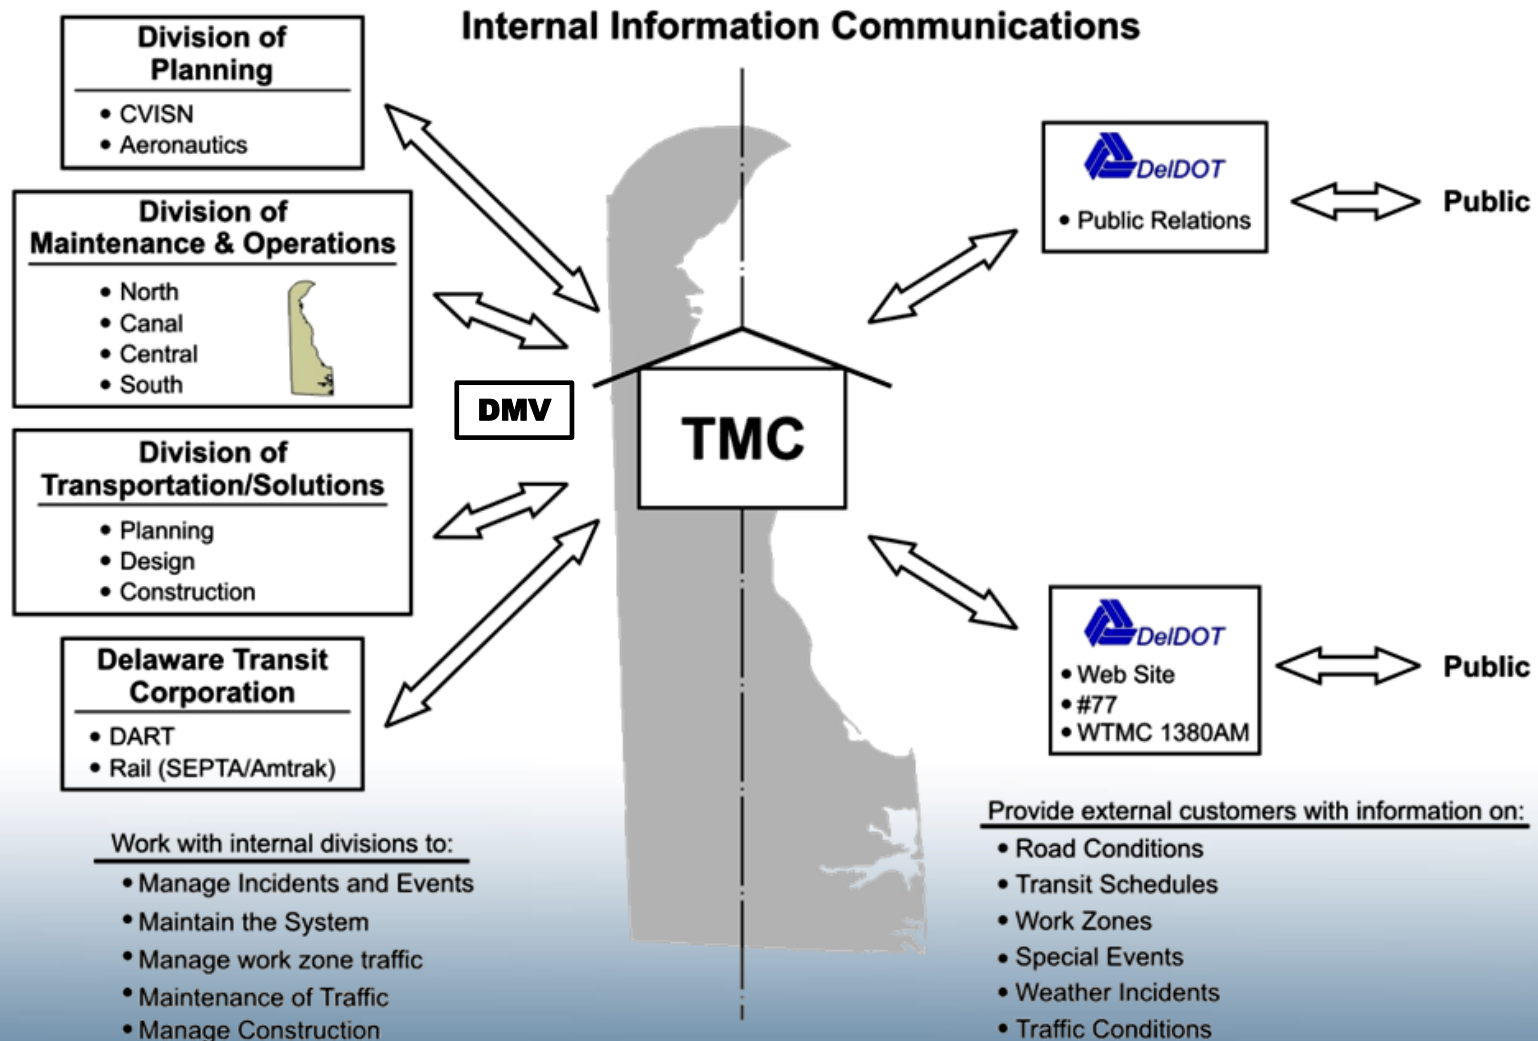 Internal Information Communications
Division of
Planning
• CVISN
• Aeronautics
Division of
Maintenance & Operations
• North
• Canal
• Central
• South
DMV
Division of
Transportation/Solutions
• Planning
• Design
• Construction
Delaware Transit
Corporation
• DART
• Rail (SEPTA/Amtrak)
Work with internal divisions to:
• Manage Incidents and Events
• Maintain the System
• Manage work zone traffic
• Maintenance of Traffic
• Manage Construction
TMC
DelDOT
• Public Relations
Public
DelDOT
• Web Site
• #77
• WTMC 1380AM
Public
Provide external customers with information on:
• Road Conditions
• Transit Schedules
• Work Zones
• Special Events
• Weather Incidents
• Traffic Conditions